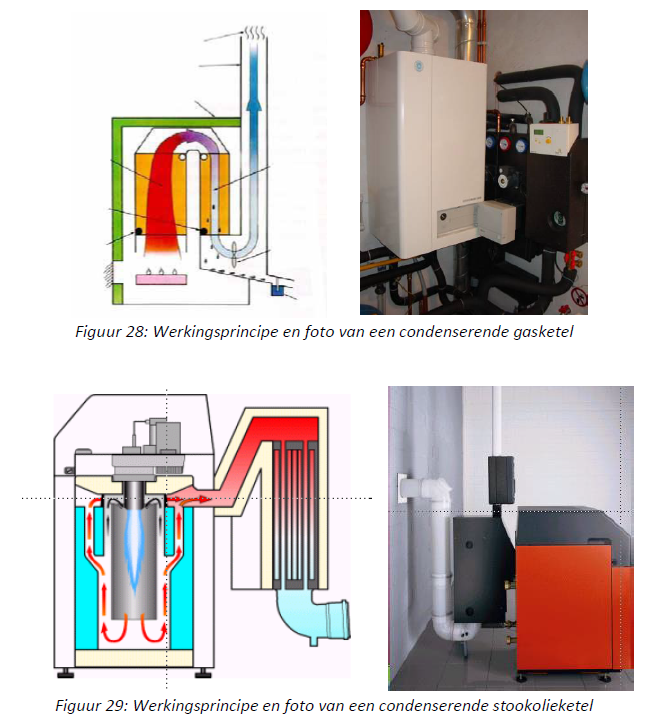 Figuur 28: Werkingsprincipe en foto van een condenserende gasketel
Figuur 29: Werkingsprincipe en foto van een condenserende stookolieketel